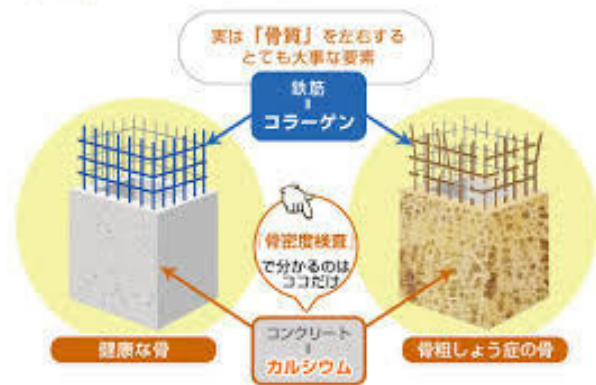 実は「骨質」を左右する
とても大事な要素
鉄筋
=
コラーゲン
「骨密度検査」
で分かるのは
ココだけ
コンクリート
=
カルシウム
健康な骨
骨粗しょう症の骨